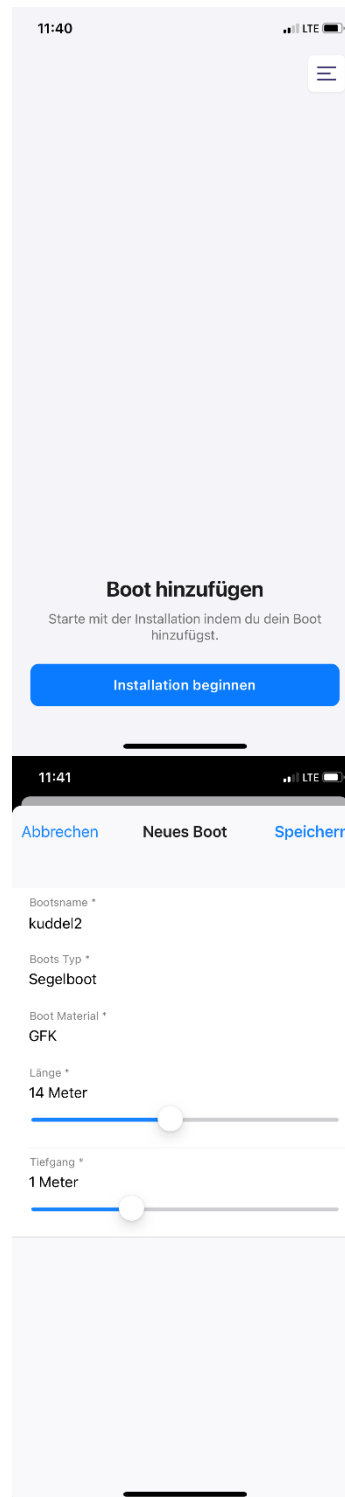 11:40
LTE
Boot hinzufügen
Starte mit der Installation indem du dein Boot
hinzufügst.
Installation beginnen
11:41
LTE
Abbrechen Neues Boot Speichern
Bootsname *
kuddel2
Boots Typ *
Segelboot
Boot Material *
GFK
Länge *
14 Meter
Tiefgang *
1 Meter